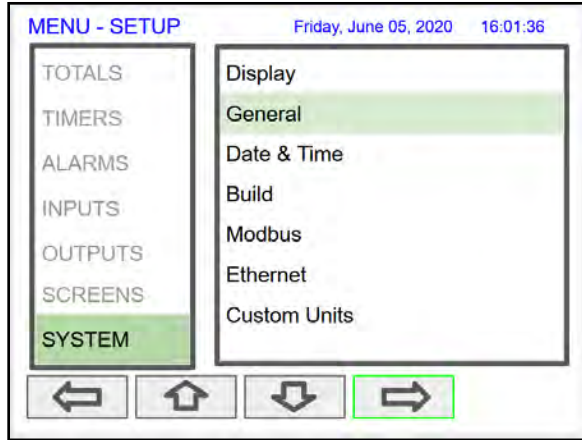 MENU - SETUP Friday, June 05, 2020 16:01:36
TOTALS
TIMERS
ALARMS
INPUTS
OUTPUTS
SCREENS
SYSTEM
Display
General
Date & Time
Build
Modbus
Ethernet
Custom Units